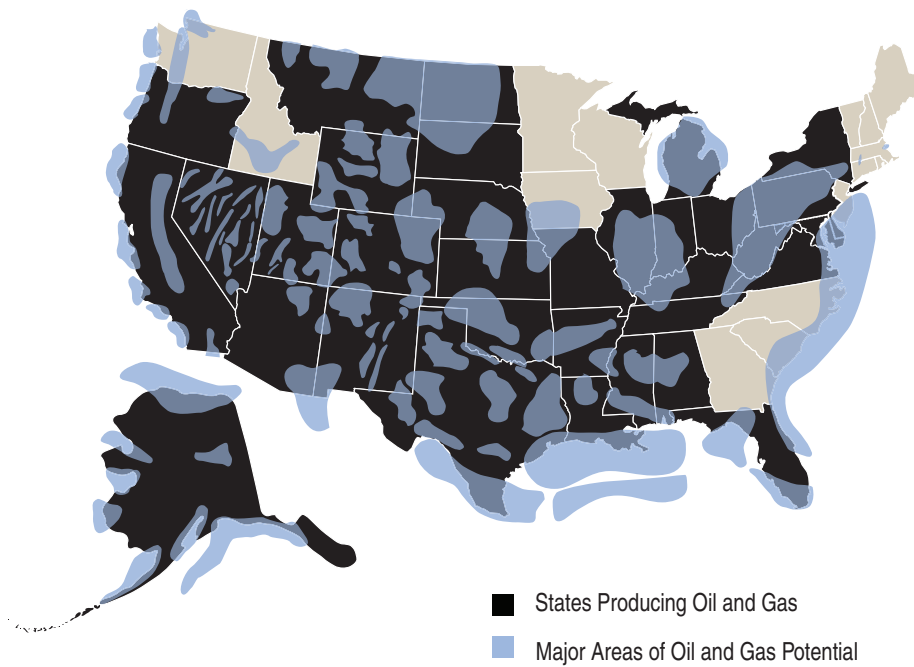 States Producing Oil and Gas
Major Areas of Oil and Gas Potential